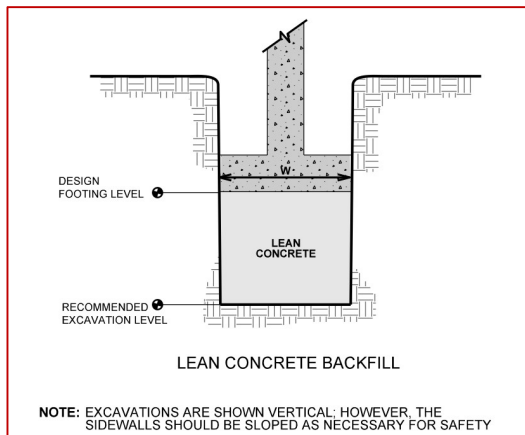 W
DESIGN
FOOTING LEVEL
LEAN
CONCRETE
RECOMMENDED
EXCAVATION LEVEL
LEAN CONCRETE BACKFILL
NOTE: EXCAVATIONS ARE SHOWN VERTICAL; HOWEVER, THE
SIDEWALLS SHOULD BE SLOPED AS NECESSARY FOR SAFETY